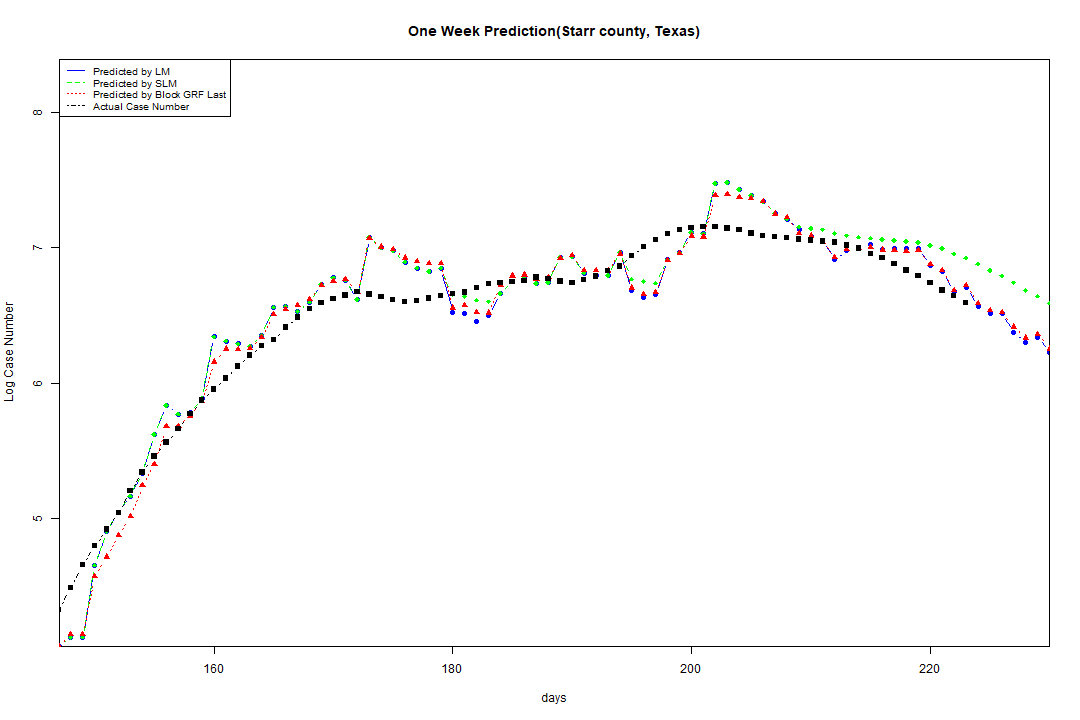 One Week Prediction(Starr county, Texas)
Predicted by LM
Predicted by SLM
Predicted by Block GRF Last
Actual Case Number
8
7
6
5
Log Case Number
160 180 200 220
days